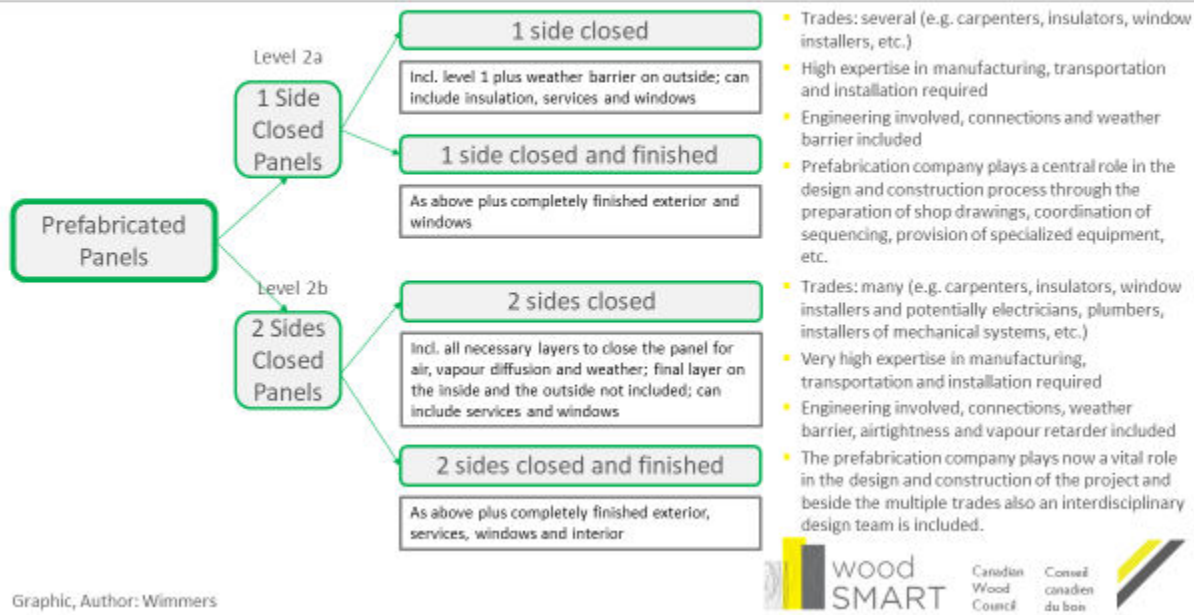 Prefabricated
Panels
Level 2a
1 Side
Closed
Panels
1 side closed
Incl. level 1 plus weather barrier on outside; can
include insulation, services and windows
1 side closed and finished
As above plus completely finished exterior and
windows
Trades: several (e.g. carpenters, insulators, window
installers, etc.)
High expertise in manufacturing, transportation
and installation required
Engineering involved, connections and weather
barrier included
Prefabrication company plays a central role in the
design and construction process through the
preparation of shop drawings, coordination of
sequencing, provision of specialized equipment,
etc.
Level 2b
2 Sides
Closed
Panels
2 sides closed
Incl. all necessary layers to close the panel for
air, vapour diffusion and weather; final layer on
the inside and the outside not included; can
include services and windows
2 sides closed and finished
As above plus completely finished exterior,
services, windows and interior
Trades: many (e.g. carpenters, insulators, window
installers and potentially electricians, plumbers,
installers of mechanical systems, etc.)
Very high expertise in manufacturing,
transportation and installation required
Engineering involved, connections, weather
barrier, airtightness and vapour retarder included
The prefabrication company plays now a vital role
in the design and construction of the project and
beside the multiple trades also an interdisciplinary
design team is included.
Graphic, Author: Wimmers
wood
SMART
Canadian
Wood
Council
Conseil
canadien
du bois